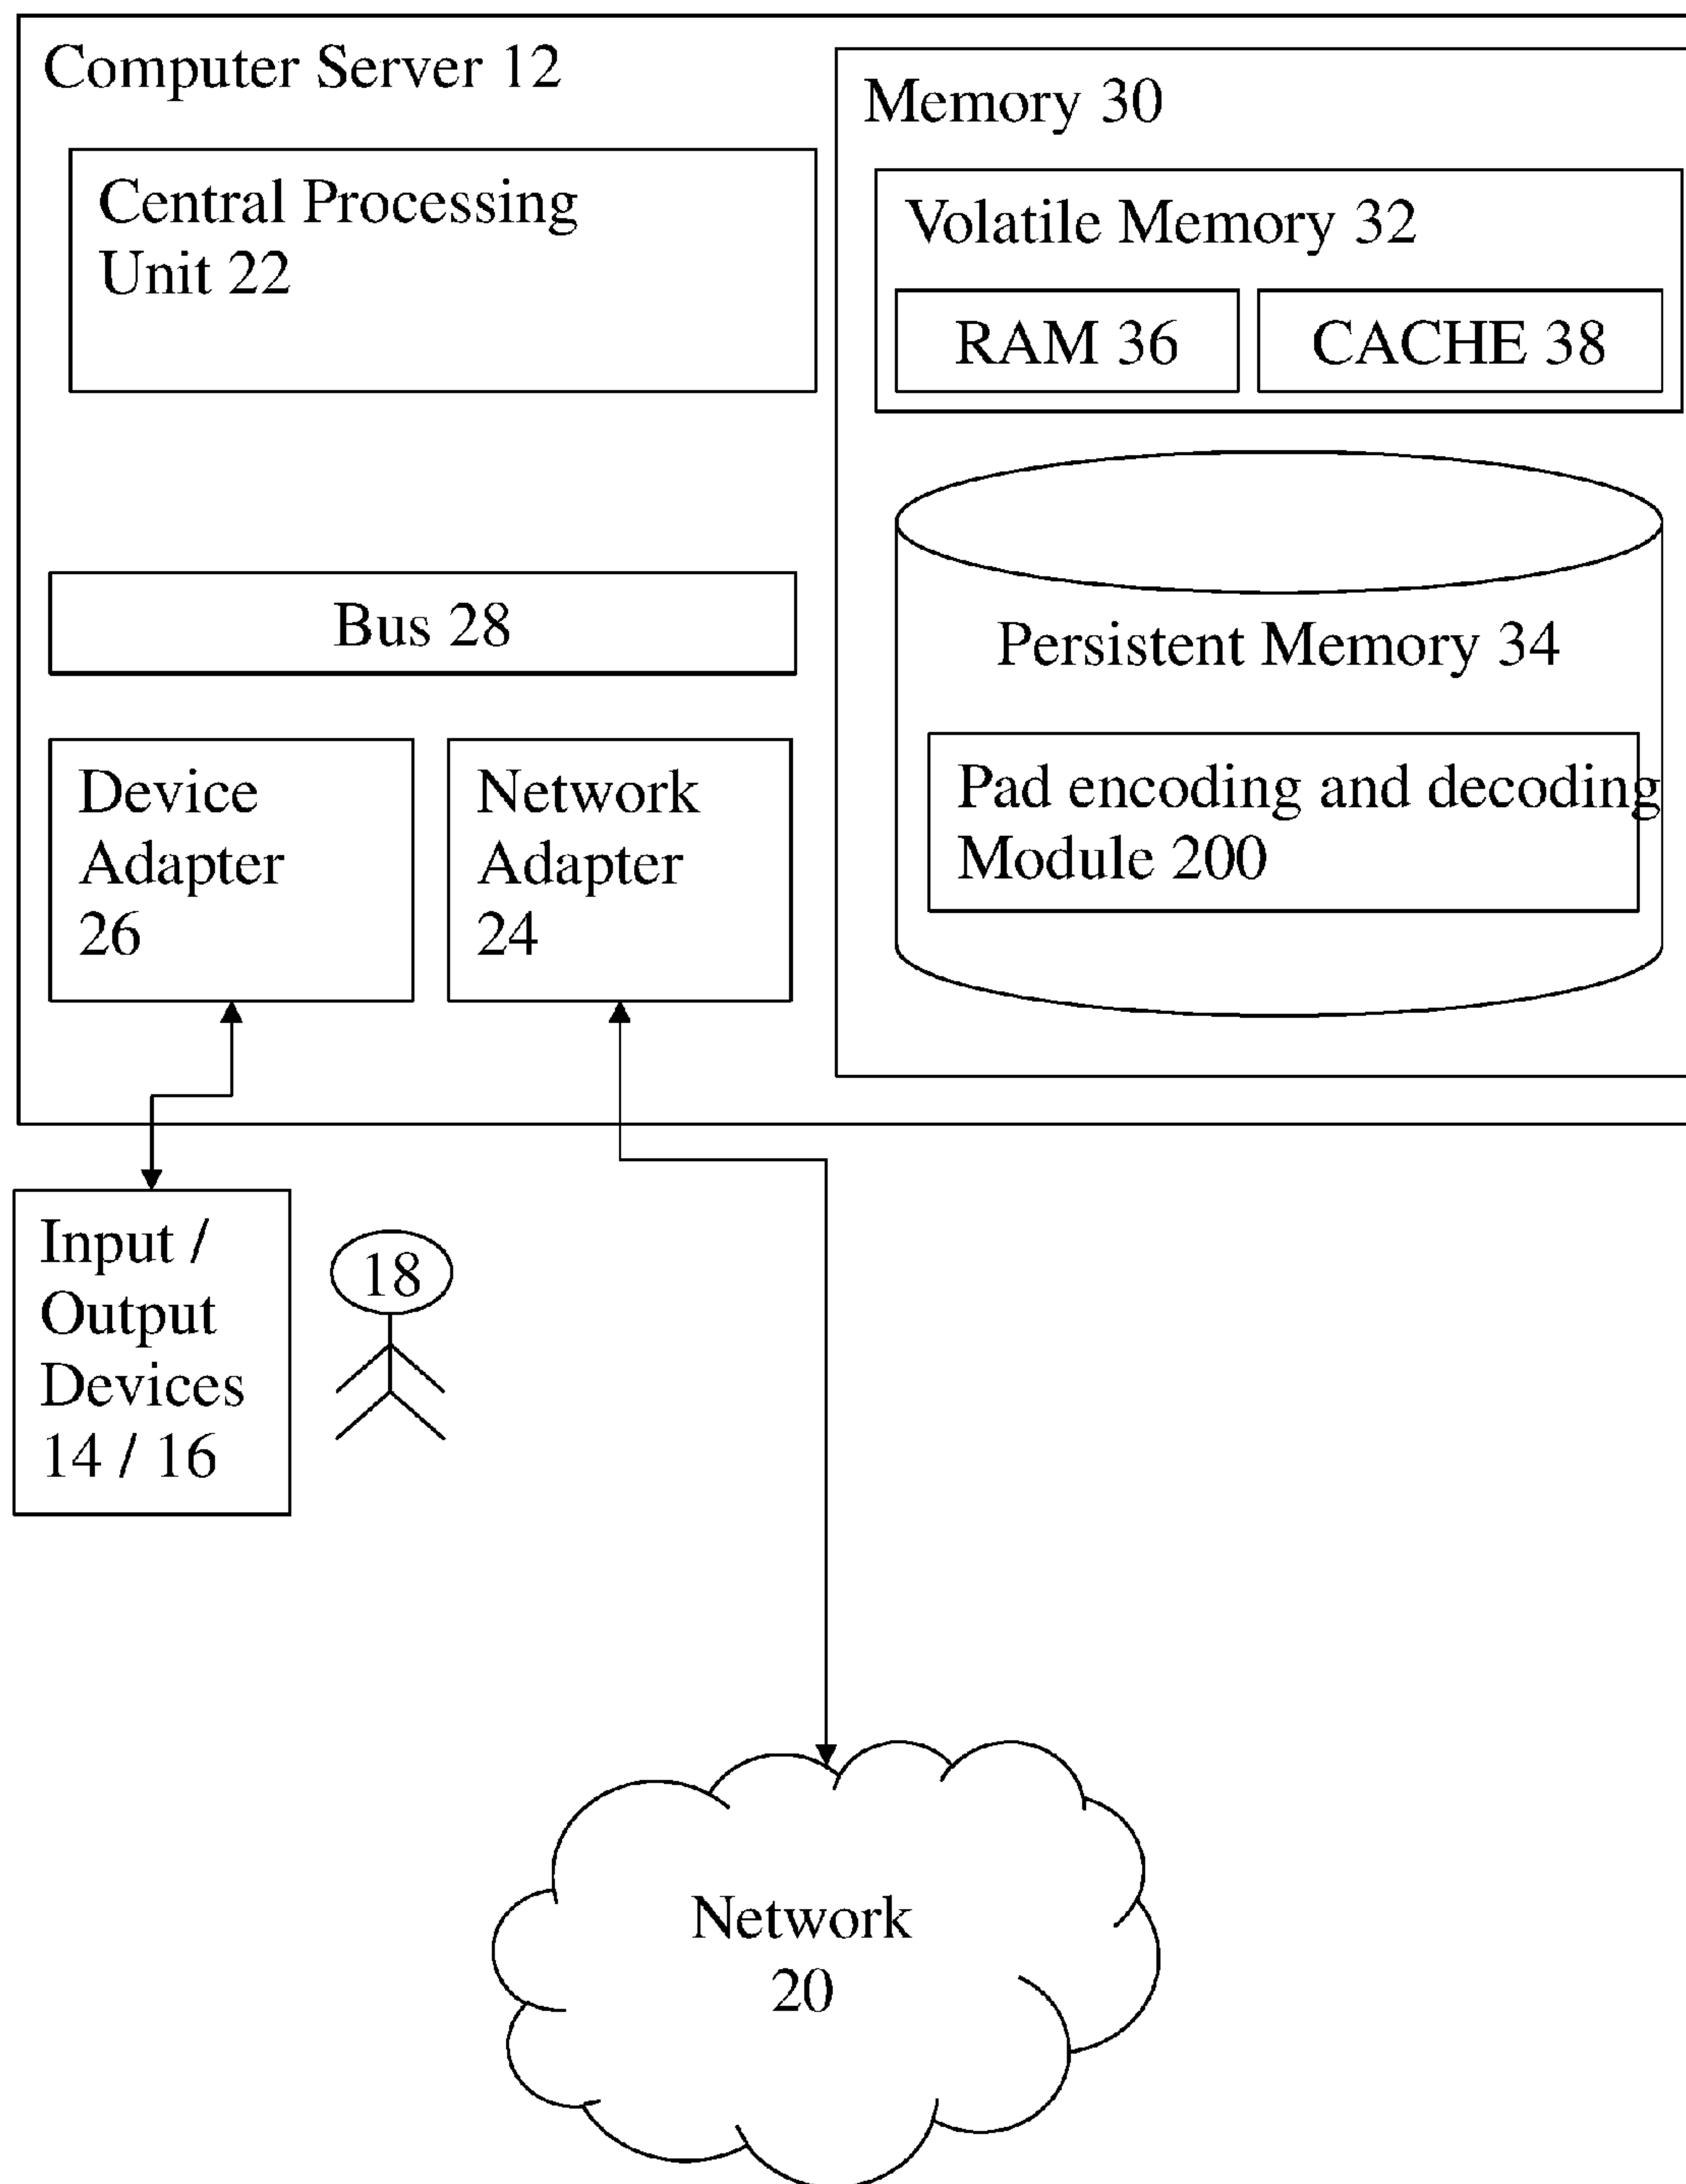 Computer Server 12
Central Processing
Unit 22
Bus 28
Device
Adapter
26
Network
Adapter
24
Memory 30
Volatile Memory 32
RAM 36
CACHE 38
Persistent Memory 34
Pad encoding and decoding
Module 200
Input /
Output
Devices
14 / 16
18
Network
20